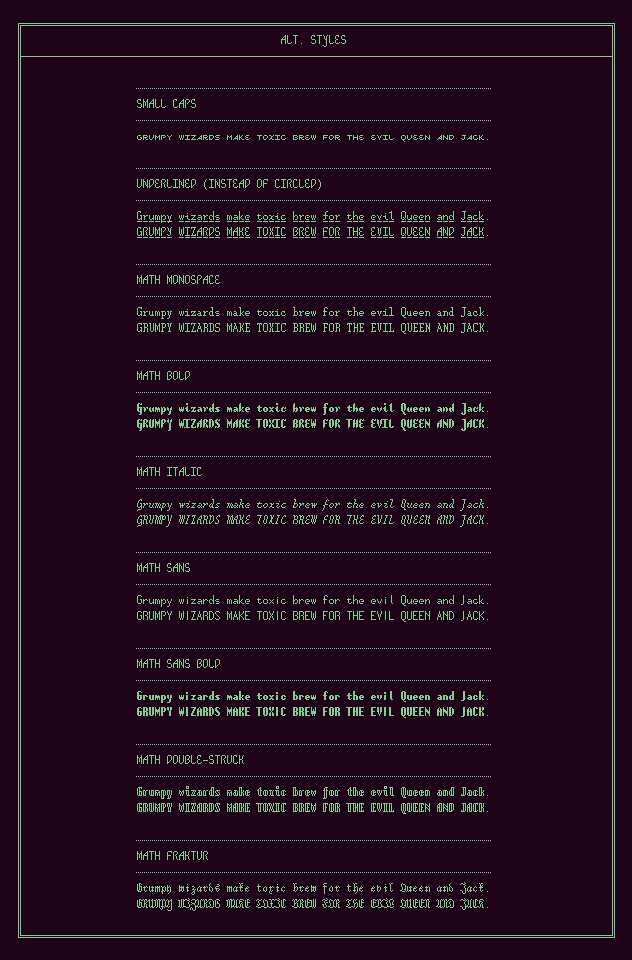 ALT. STYLES
SMALL CAPS
GRUMPY WIZARDS MAKE TOXIC BREW FOR THE EVIL QUEEN AND JACK.
UNDERLINED (INSTEAD OF CIRCLED)
Grumpy wizards make toxic brew for the evil Queen and Jack.
GRUMPY WIZARDS MAKE TOXIC BREW FOR THE EVIL QUEEN AND JACK.
MATH MONOSPACE
Grumpy wizards make toxic brew for the evil Queen and Jack.
GRUMPY WIZARDS MAKE TOXIC BREW FOR THE EVIL QUEEN AND JACK.
MATH BOLD
Grumpy wizards make toxic brew for the evil Queen and Jack.
GRUMPY WIZARDS MAKE TOXIC BREW FOR THE EVIL QUEEN AND JACK.
MATH ITALIC
Grumpy wizards make toxic brew for the evil Queen and Jack.
GRUMPY WIZARDS MAKE TOXIC BREW FOR THE EVIL QUEEN AND JACK.
MATH SANS
Grumpy wizards make toxic brew for the evil Queen and Jack.
GRUMPY WIZARDS MAKE TOXIC BREW FOR THE EVIL QUEEN AND JACK.
MATH SANS BOLD
Grumpy wizards make toxic brew for the evil Queen and Jack.
GRUMPY WIZARDS MAKE TOXIC BREW FOR THE EVIL QUEEN AND JACK.
MATH DOUBLE-STRUCK
Grumpy wizards make toxic brew for the evil Queen and Jack.
GRUMPY WIZARDS MAKE TOXIC BREW FOR THE EVIL QUEEN AND JACK.
MATH FRAKTUR
Grumpy wizards make toxic brew for the evil Queen and Jack.
GRUMPY WIZARDS MAKE TOXIC BREW FOR THE EVIL QUEEN AND JACK.